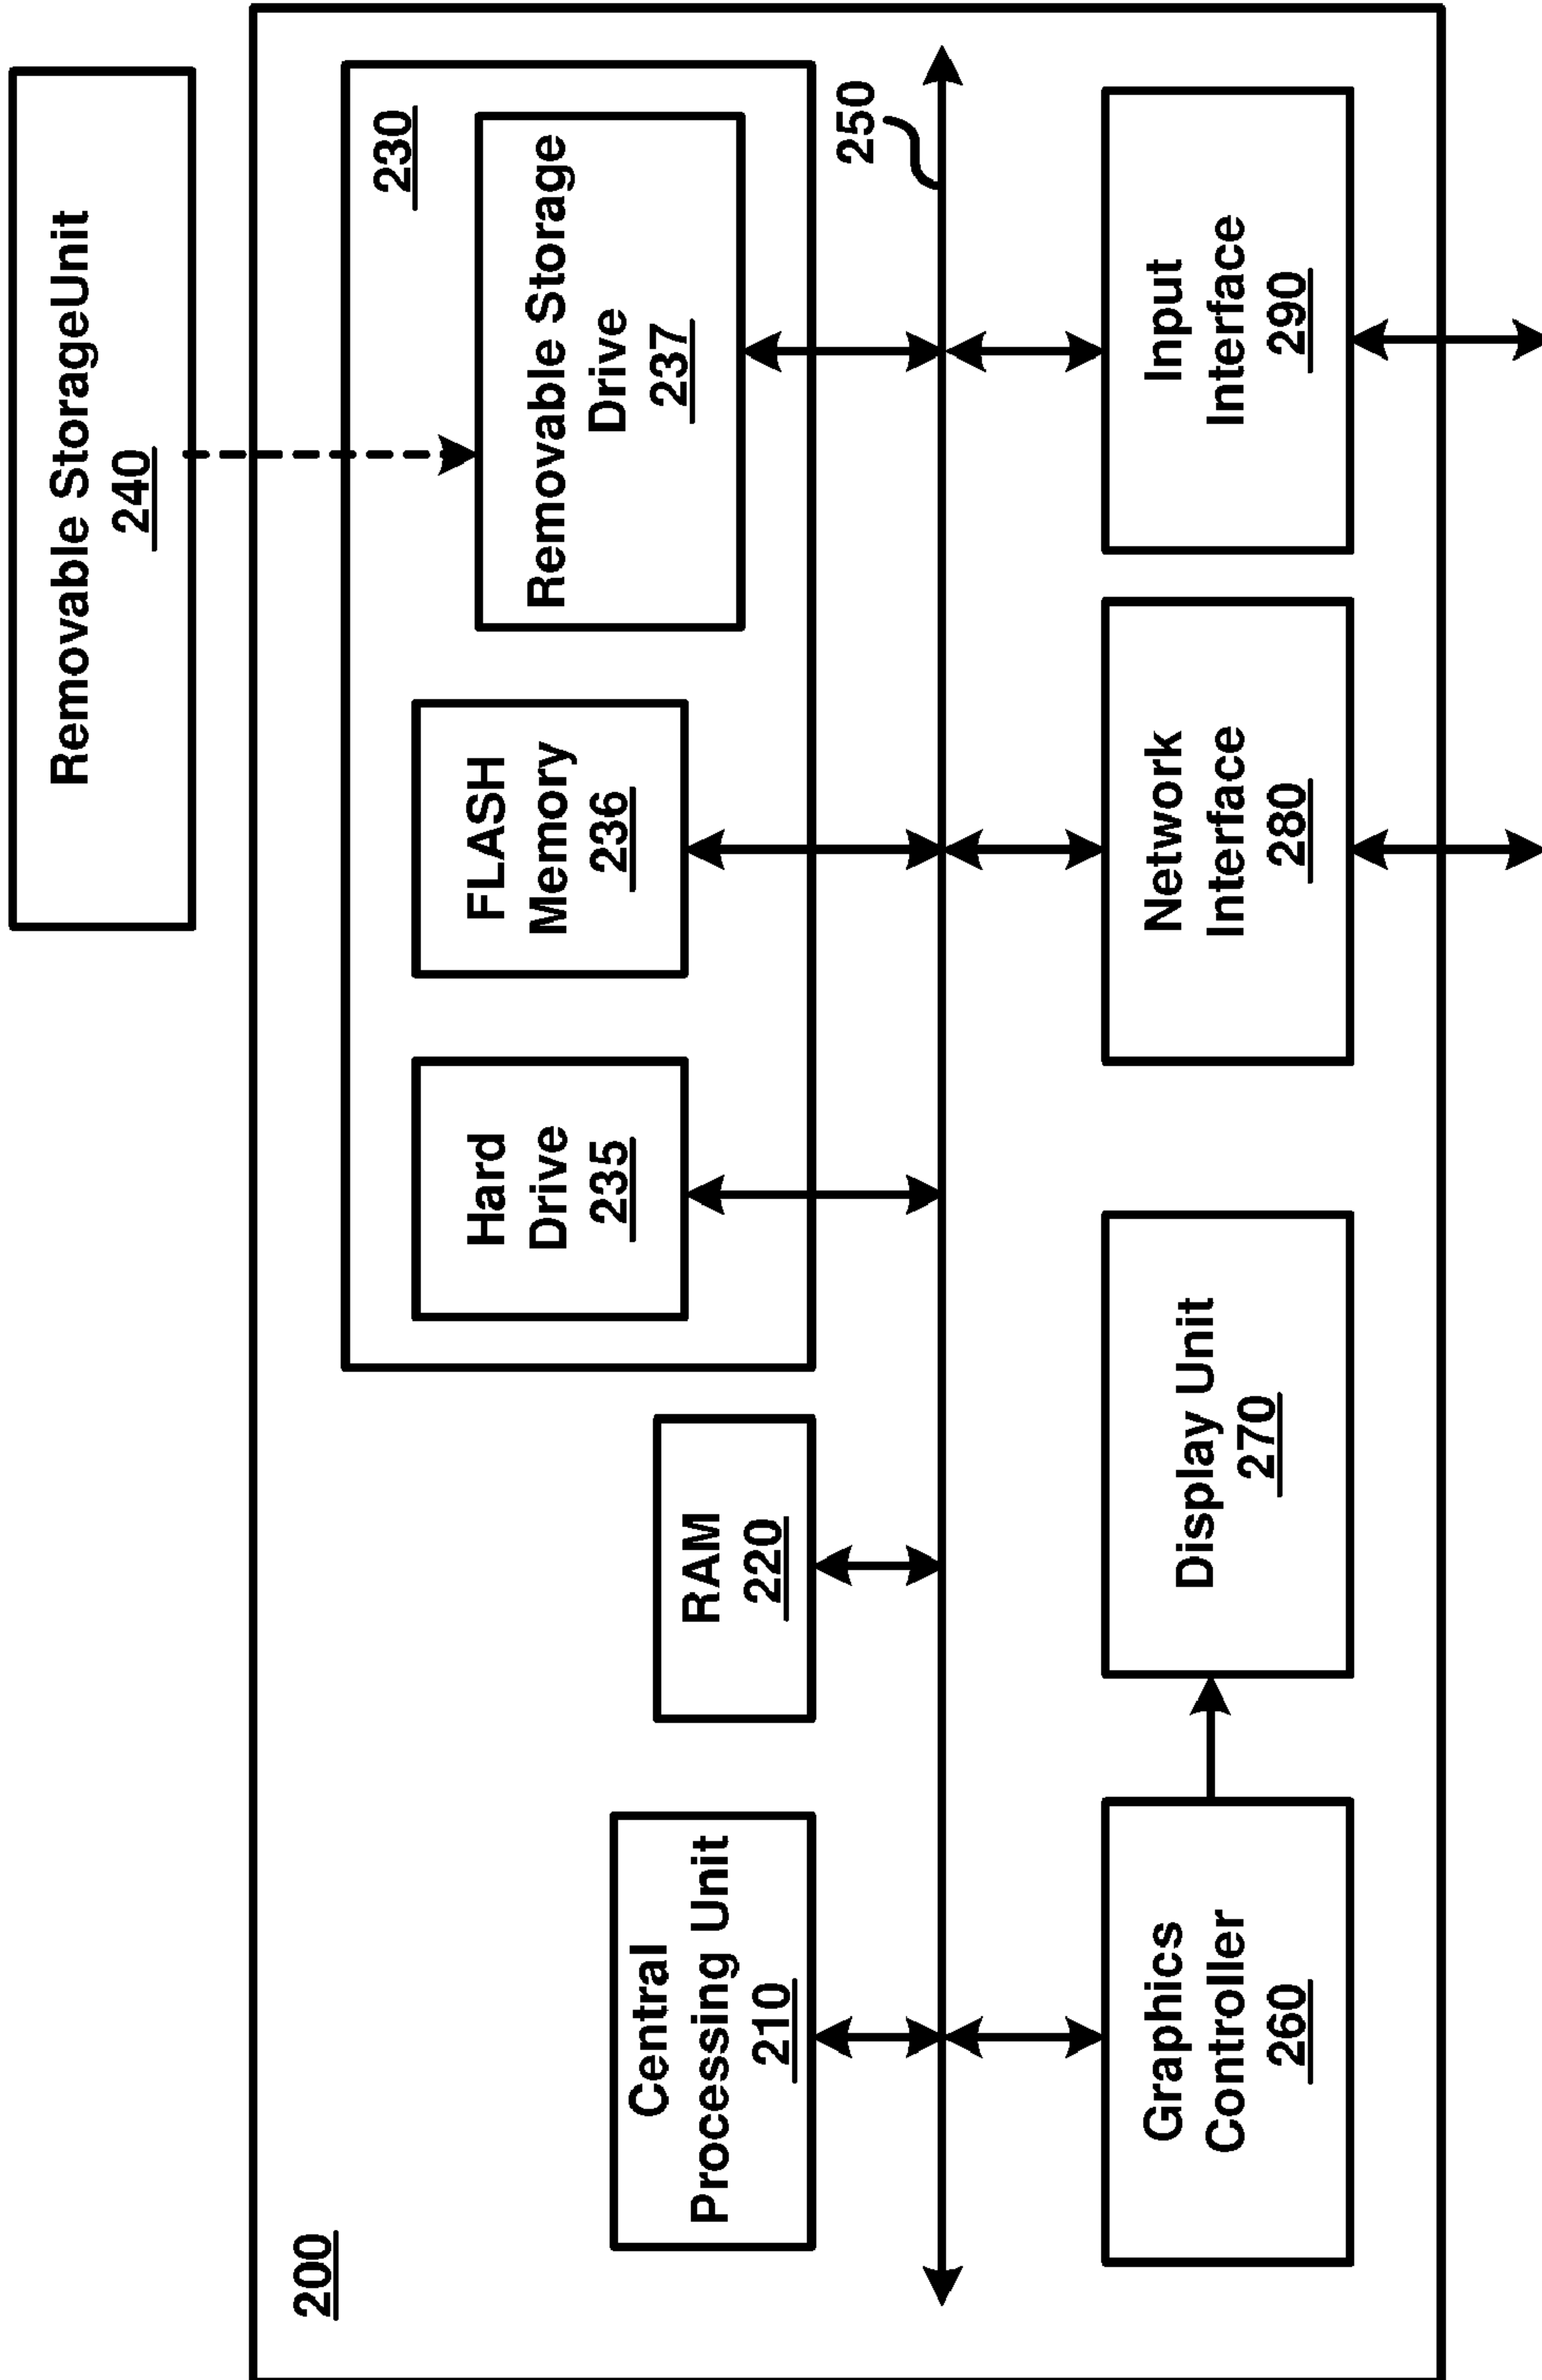 Removable StorageUnit
240
200
230
Central
Processing Unit
210
RAM
220
Hard
Drive
235
FLASH
Memory
236
Removable Storage
Drive
237
250
Graphics
Controller
260
Display Unit
270
Network
Interface
280
Input
Interface
290